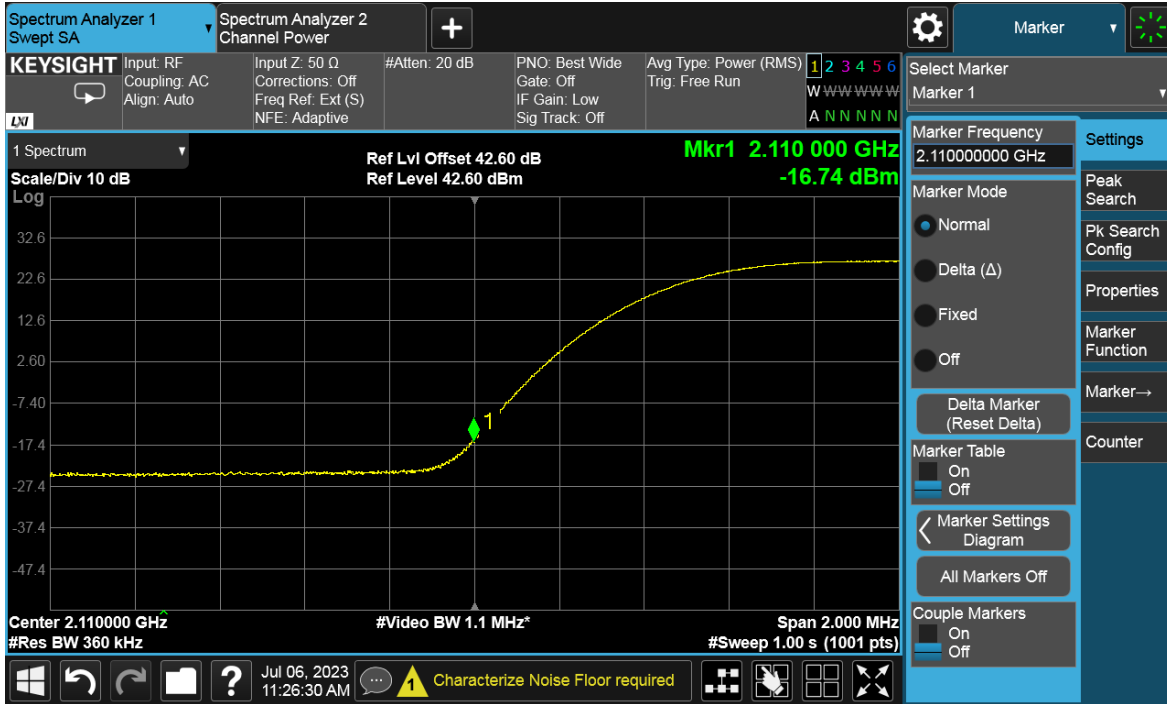 Spectrum Analyzer 1
Swept SA
Spectrum Analyzer 2
Channel Power
+
Marker
KEYSIGHT
LXI
Input: RF
Coupling: AC
Align: Auto
Input Z: 50 Ω
Corrections: Off
Freq Ref: Ext (S)
NFE: Adaptive
#Atten: 20 dB
PNO: Best Wide
Gate: Off
IF Gain: Low
Sig Track: Off
Avg Type: Power (RMS)
Trig: Free Run
1 2 3 4 5 6
W W W W W W
A N N N N N
Select Marker
Marker 1
1 Spectrum
Scale/Div 10 dB
Log
Ref Lvl Offset 42.60 dB
Ref Level 42.60 dBm
Mkr1 2.110 000 GHz
-16.74 dBm
32.6
22.6
12.6
2.60
-7.40
-17.4
-27.4
-37.4
-47.4
1
Center 2.110000 GHz
#Res BW 360 kHz
#Video BW 1.1 MHz*
Span 2.000 MHz
#Sweep 1.00 s (1001 pts)
Marker Frequency
2.110000000 GHz
Marker Mode
Normal
Delta (Δ)
Fixed
Off
Delta Marker
(Reset Delta)
Marker Table
On
Off
Marker Settings
Diagram
All Markers Off
Couple Markers
On
Off
Settings
Peak
Search
Pk Search
Config
Properties
Marker
Function
Marker→
Counter
?
Jul 06, 2023
11:26:30 AM
1
Characterize Noise Floor required